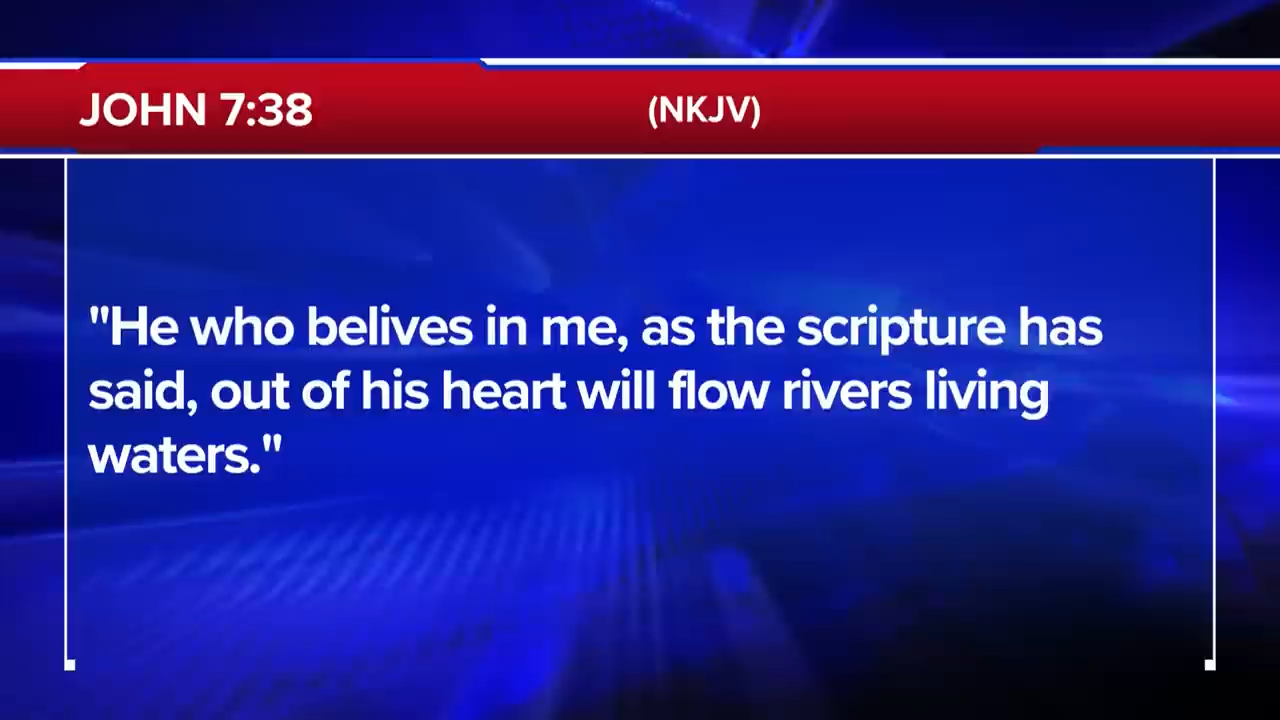 JOHN 7:38 (NKJV)
"He who belives in me, as the scripture has
said, out of his heart will flow rivers living
waters."